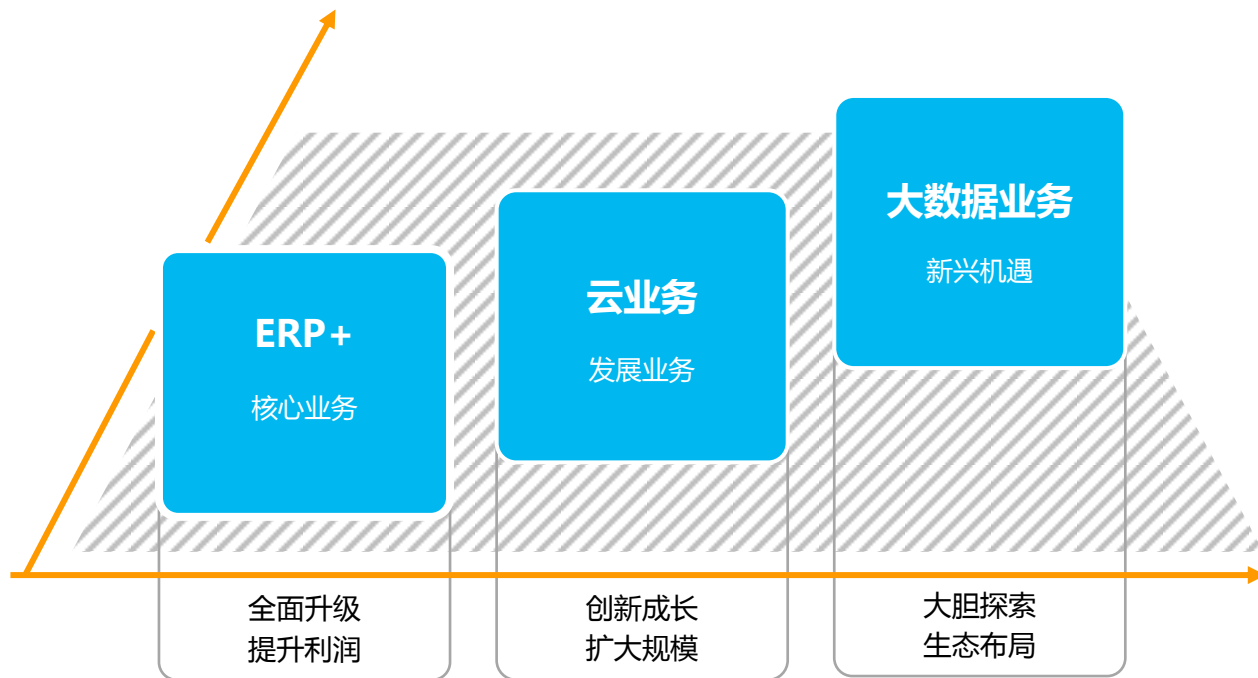 ERP+
核心业务
全面升级
提升利润
云业务
发展业务
创新成长
扩大规模
大数据业务
新兴机遇
大胆探索
生态布局